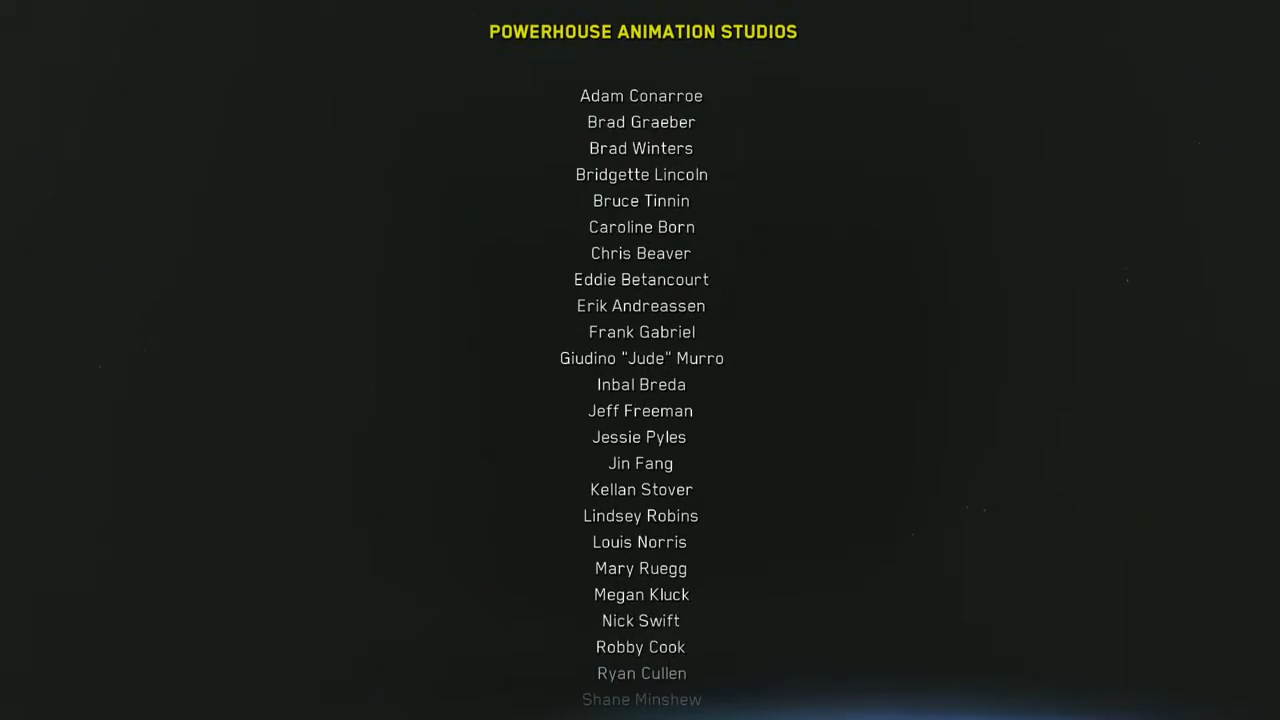 POWERHOUSE ANIMATION STUDIOS
Adam Conarroe
Brad Graeber
Brad Winters
Bridgette Lincoln
Bruce Tinnin
Caroline Born
Chris Beaver
Eddie Betancourt
Erik Andreassen
Frank Gabriel
Giudino "Jude" Murro
Inbal Breda
Jeff Freeman
Jessie Pyles
Jin Fang
Kellan Stover
Lindsey Robins
Louis Norris
Mary Ruegg
Megan Kluck
Nick Swift
Robby Cook
Ryan Cullen
Shane Minshew